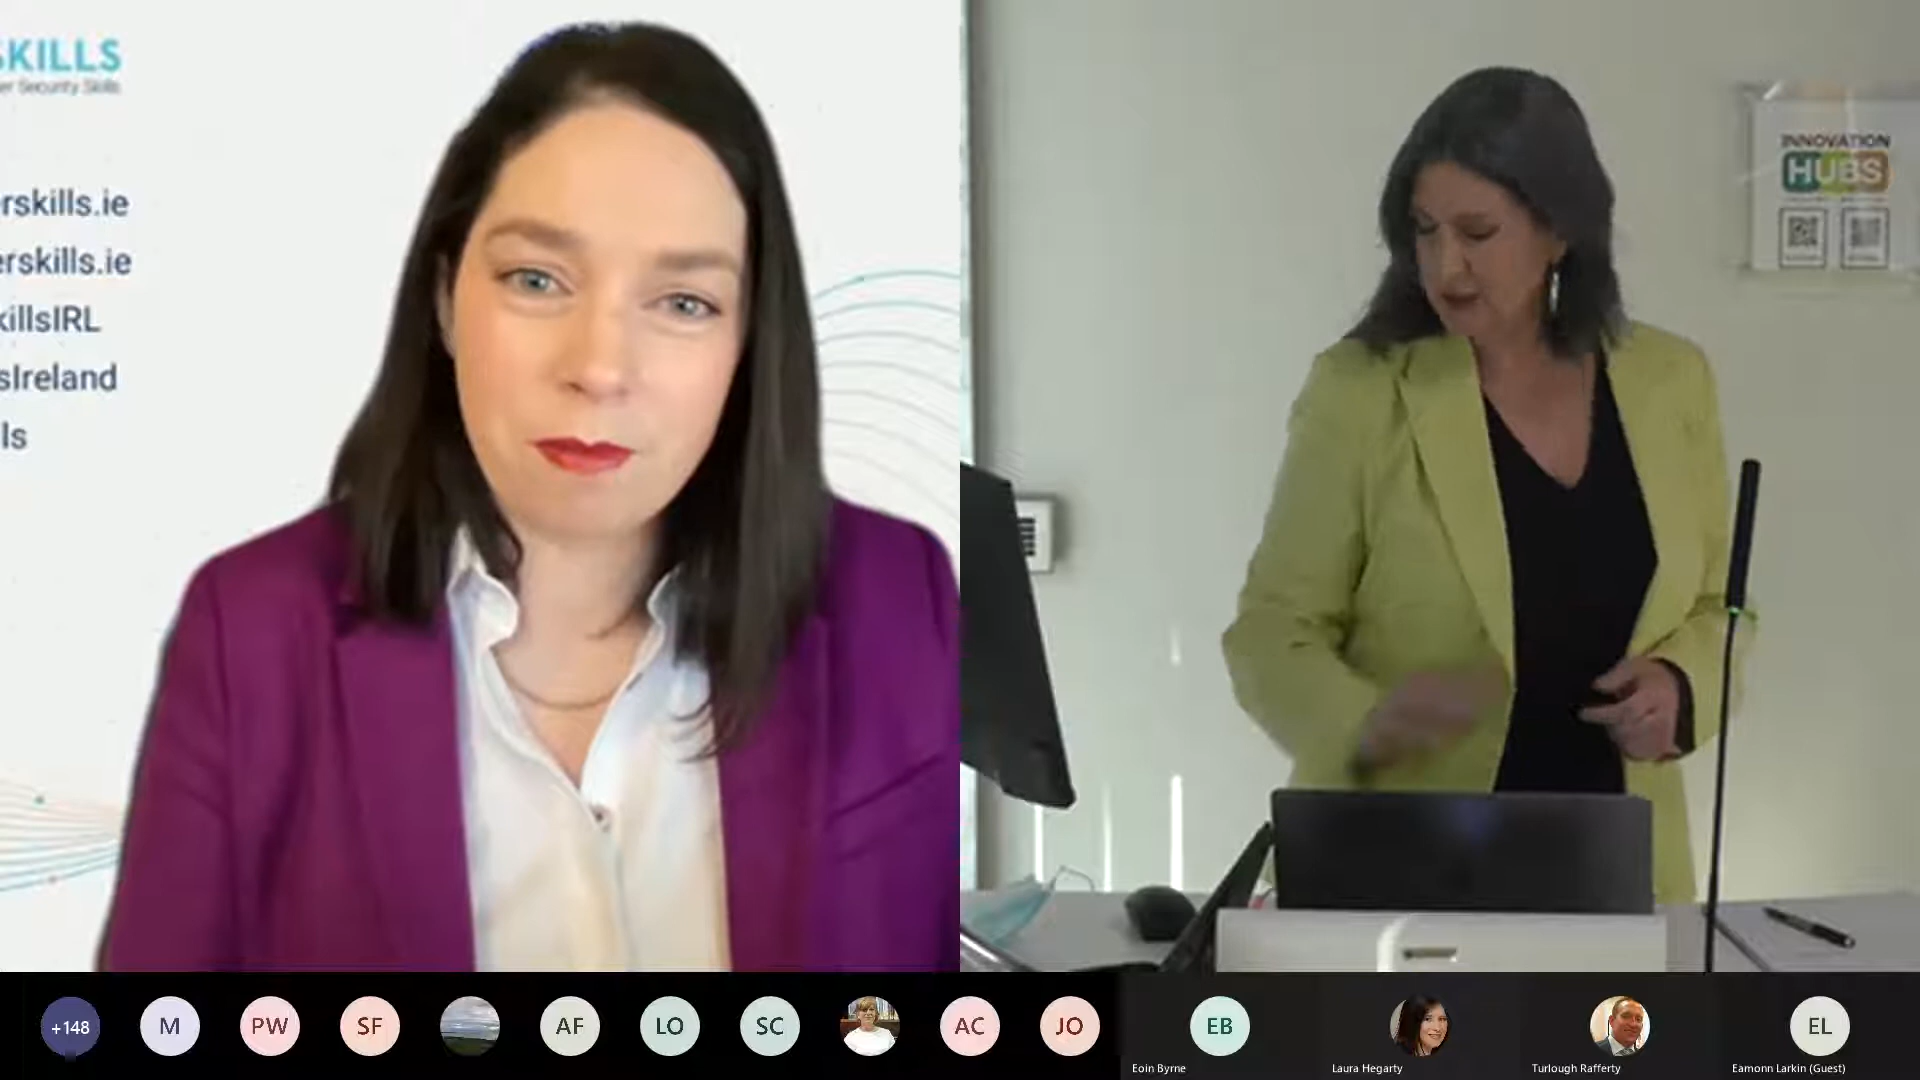 SKILLS
er Security Skills
rskills.ie
erskills.ie
killsIRL
sIreland
ls
INNOVATION
HUBS
+148
M
PW
SF
AF
LO
SC
AC
JO
EB
EL
Eoin Byrne
Laura Hegarty
Turlough Rafferty
Eamonn Larkin (Guest)